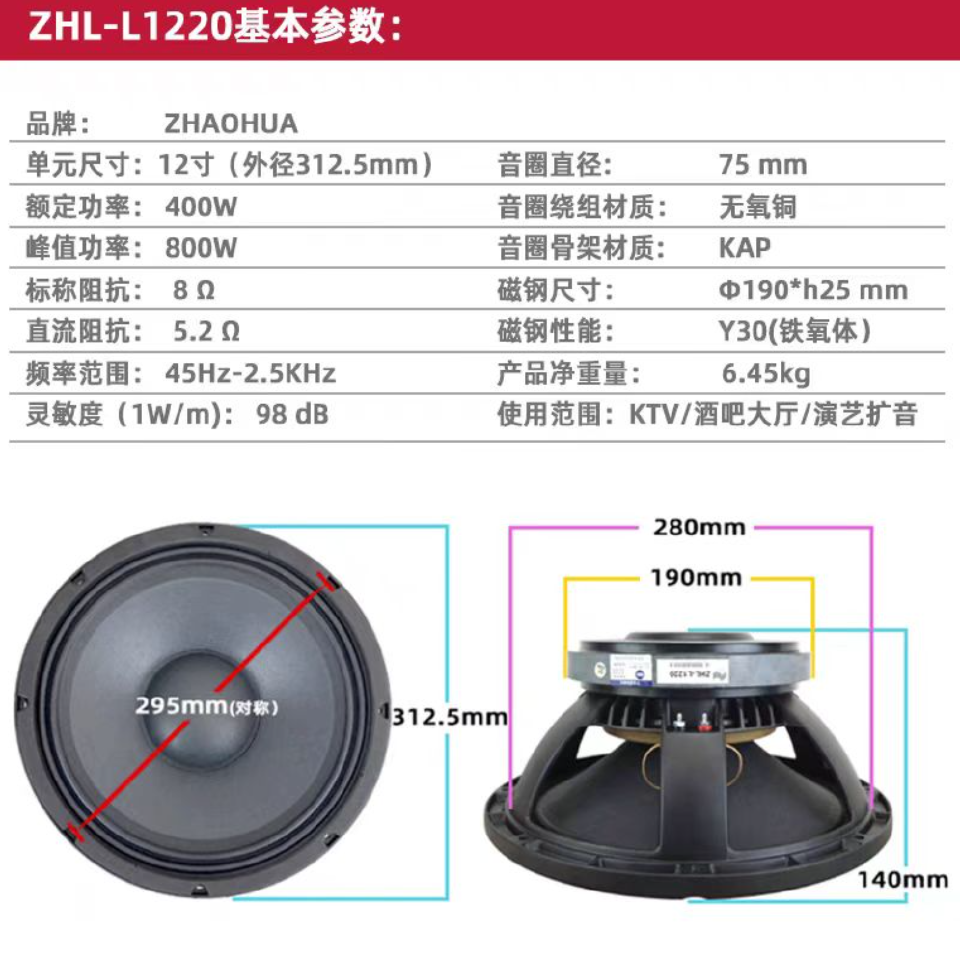 ZHL-L1220基本参数：
品牌： ZHAOHUA
单元尺寸：12寸（外径312.5mm） 音圈直径： 75 mm
额定功率： 400W 音圈绕组材质： 无氧铜
峰值功率： 800W 音圈骨架材质： KAP
标称阻抗： 8 Ω 磁钢尺寸： Φ190*h25 mm
直流阻抗： 5.2 Ω 磁钢性能： Y30(铁氧体）
频率范围： 45Hz-2.5KHz 产品净重量： 6.45kg
灵敏度（1W/m)： 98 dB 使用范围：KTV/酒吧大厅/演艺扩音
280mm
190mm
ZHL-L1220
295mm(对称）
312.5mm
140mm